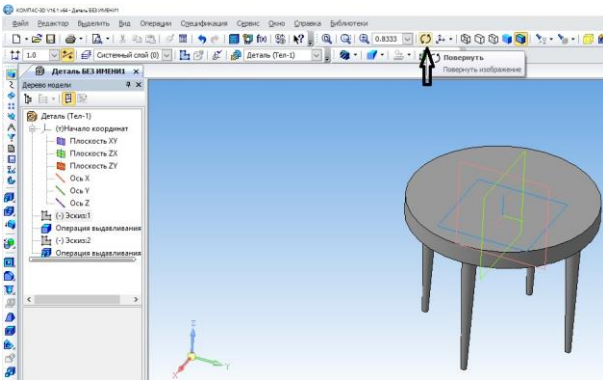 КОМПАС-3D V16.1 x64 - Деталь БЕЗ ИМЕНИ1
Файл Редактор Выделить Вид Операции Спецификация Сервис Окно Справка Библиотеки
f(x) 0.8333
1.0 Системный слой (0) Деталь (Тел-1)
Повернуть
Повернуть изображение
Деталь БЕЗ ИМЕНИ1
Дерево модели
Деталь (Тел-1)
(т)Начало координат
Плоскость XY
Плоскость ZX
Плоскость ZY
Ось X
Ось Y
Ось Z
(-) Эскиз:1
Операция выдавливания
(-) Эскиз:2
Операция выдавливания
Z
Y
X